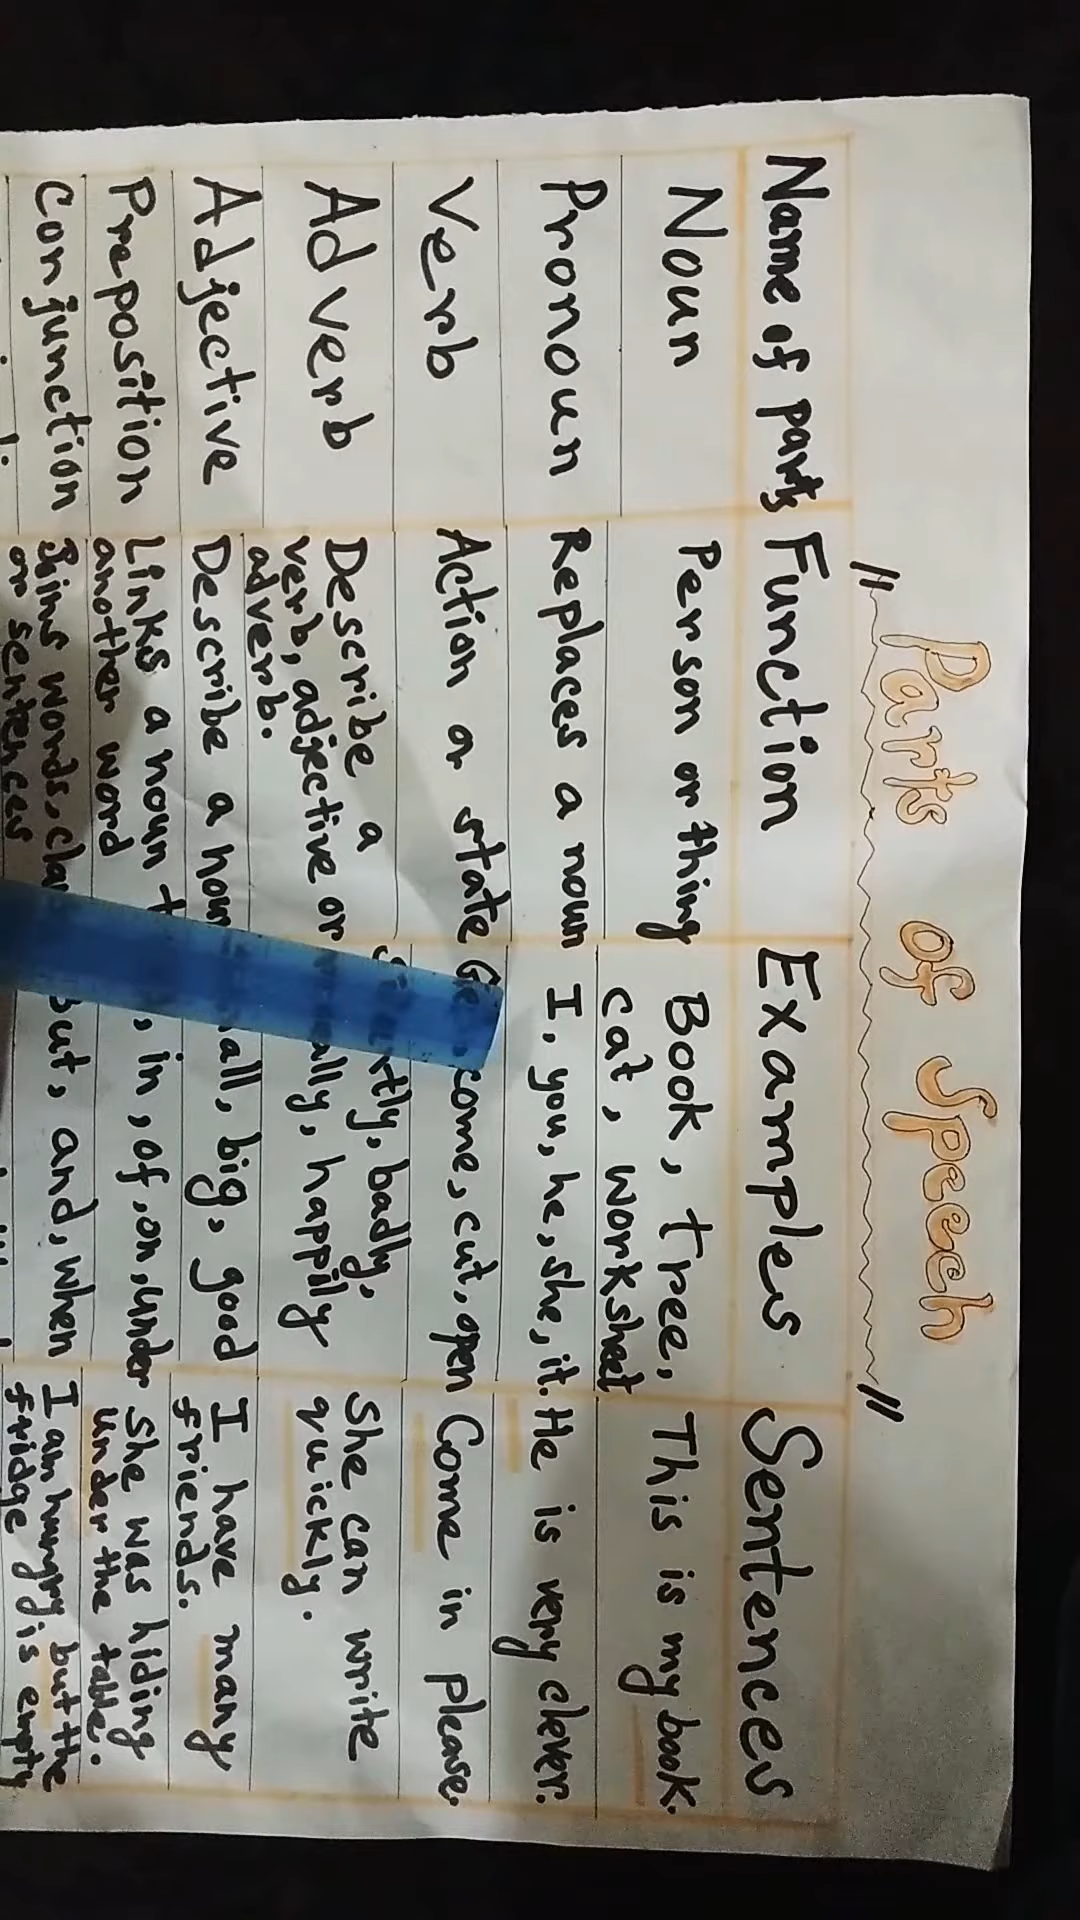 "Parts of Speech"
Name of parts Function Examples Sentences
Noun Person or thing Book, tree, This is my book.
cat, worksheet
Pronoun Replaces a noun I, you, he, she, it. He is very clever.
Verb Action or state come, cut, open Come in please.
Adverb Describe a badly, She can write
verb, adjective or happily quickly.
adverb.
Adjective Describe a big, good I have many
friends.
Preposition Links a noun in, of, on, under She was hiding
another word under the table.
Conjunction Joins words, but, and, when I am hungry but the
or sentences fridge is empty